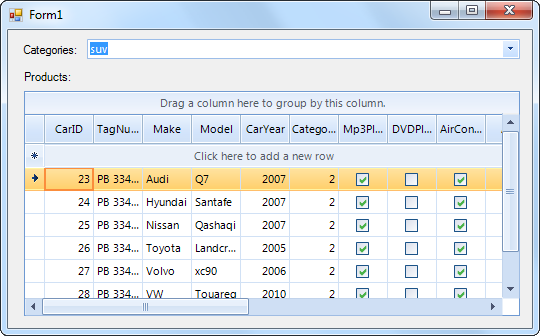 Form1
Categories: suv
Products:
Drag a column here to group by this column.
CarID TagNu... Make Model CarYear Catego... Mp3Pl... DVDPl... AirCon...
Click here to add a new row
23 PB 334... Audi Q7 2007 2
24 PB 334... Hyundai Santafe 2007 2
25 PB 334... Nissan Qashaqi 2007 2
26 PB 334... Toyota Landcr... 2005 2
27 PB 334... Volvo xc90 2006 2
28 PB 334... VW Touareg 2010 2